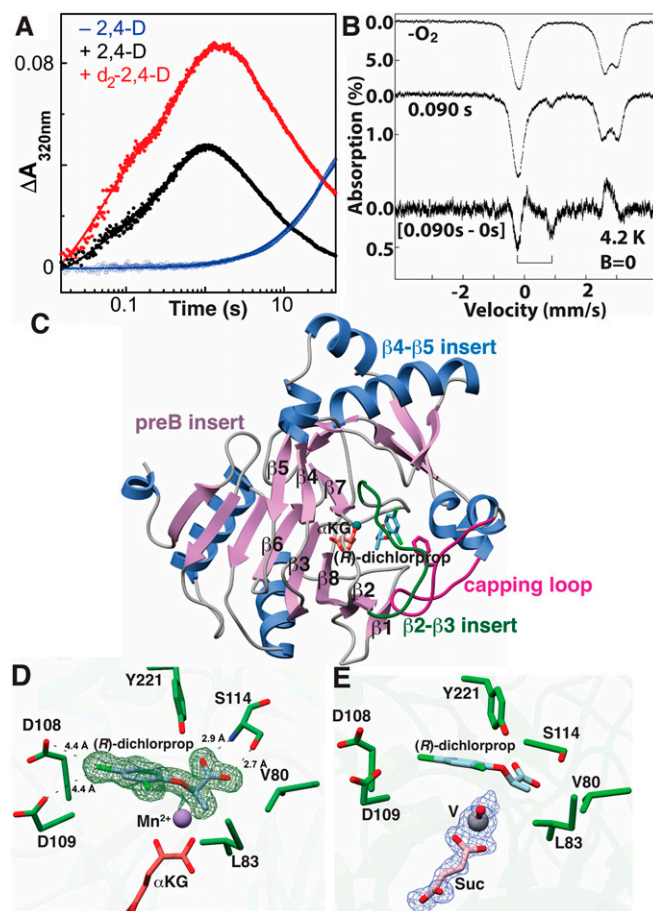 A
– 2,4-D
+ 2,4-D
+ d₂-2,4-D
0.08
0
ΔA₃₂₀nm
0.1
10
Time (s)
B
0.0
-O₂
5.0
0.0
0.090 s
1.0
0.0
[0.090s - 0s]
0.5
4.2 K
B=0
Absorption (%)
-2
0
2
Velocity (mm/s)
C
β4-β5 insert
preB insert
β5
β4
β7
αKG
(R)-dichlorprop
β6
β3
β8
β2
β1
capping loop
β2-β3 insert
D
Y221
S114
D108
(R)-dichlorprop
2.9 Å
4.4 Å
2.7 Å
V80
4.4 Å
Mn²⁺
D109
L83
αKG
E
Y221
D108
S114
(R)-dichlorprop
V80
V
D109
L83
Suc